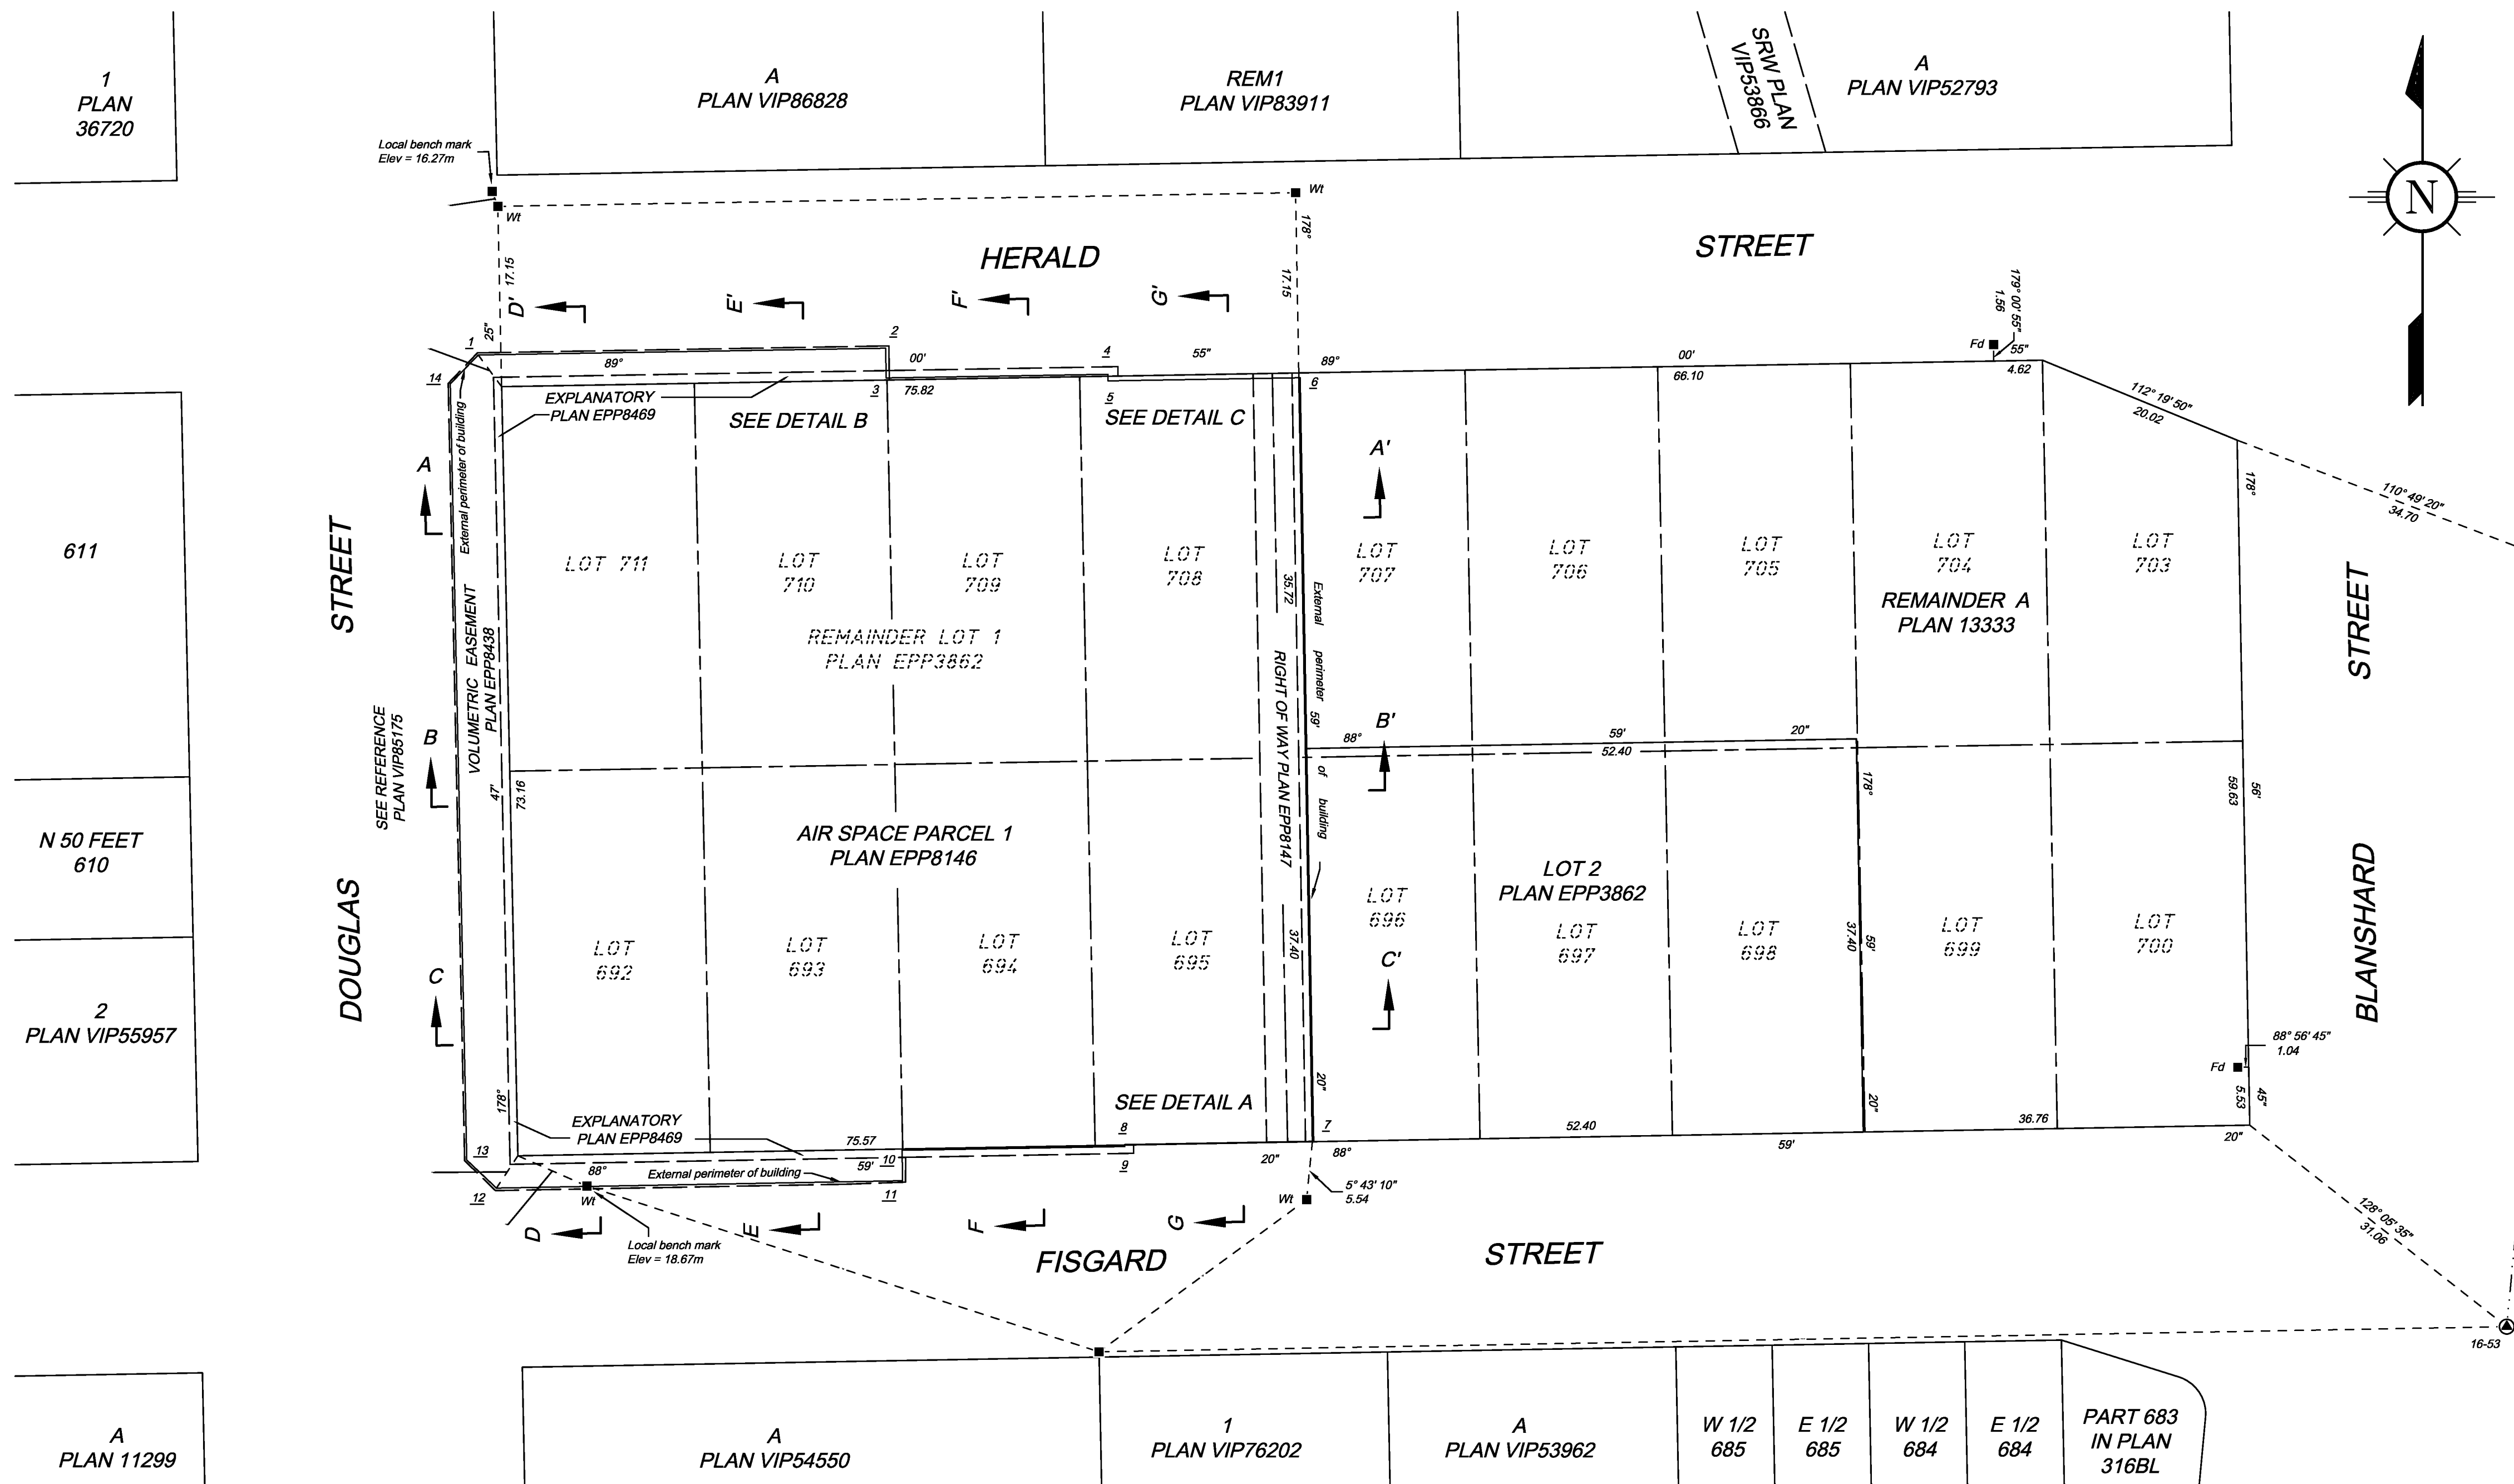 1
PLAN
36720
A
PLAN VIP86828
REM1
PLAN VIP83911
SRW PLAN
VIP53866
A
PLAN VIP52793
N
Local bench mark
Elev = 16.27m
Wt
Wt
178°
17.15
17.15
HERALD
STREET
D'
E'
F'
G'
179° 00' 55"
1.56
Fd
55"
4.62
1
25"
2
89°
00'
4
55"
89°
00'
66.10
14
3
75.82
5
6
EXPLANATORY
PLAN EPP8469
SEE DETAIL B
SEE DETAIL C
112° 19' 50"
20.02
178°
110° 49' 20"
34.70
External perimeter of building
A
A'
611
STREET
LOT 711
LOT
710
LOT
709
LOT
708
LOT
707
LOT
706
LOT
705
LOT
704
LOT
703
35.72
External perimeter 59' of building
REMAINDER A
PLAN 13333
STREET
REMAINDER LOT 1
PLAN EPP3862
VOLUMETRIC EASEMENT
PLAN EPP8438
RIGHT OF WAY PLAN EPP8147
SEE REFERENCE
PLAN VIP85175
B
B'
88°
59'
20"
52.40
178°
47'
73.16
59.63
56'
N 50 FEET
610
AIR SPACE PARCEL 1
PLAN EPP8146
LOT 2
PLAN EPP3862
DOUGLAS
BLANSHARD
LOT
692
LOT
693
LOT
694
LOT
695
LOT
696
LOT
697
LOT
698
LOT
699
LOT
700
37.40
37.40
59'
C
C'
2
PLAN VIP55957
88° 56' 45"
1.04
Fd
5.53
45"
178°
20"
20"
SEE DETAIL A
EXPLANATORY
PLAN EPP8469
75.57
8
7
52.40
36.76
13
88°
59'
10
9
20"
88°
59'
20"
External perimeter of building
12
Wt
11
Wt
5° 43' 10"
5.54
D
E
F
G
Local bench mark
Elev = 18.67m
FISGARD
STREET
128° 05' 35"
31.06
16-53
A
PLAN 11299
A
PLAN VIP54550
1
PLAN VIP76202
A
PLAN VIP53962
W 1/2
685
E 1/2
685
W 1/2
684
E 1/2
684
PART 683
IN PLAN
316BL